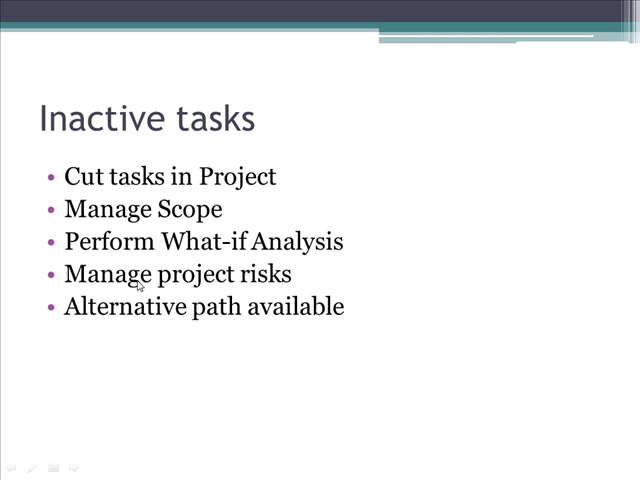 Inactive tasks
• Cut tasks in Project
• Manage Scope
• Perform What-if Analysis
• Manage project risks
• Alternative path available